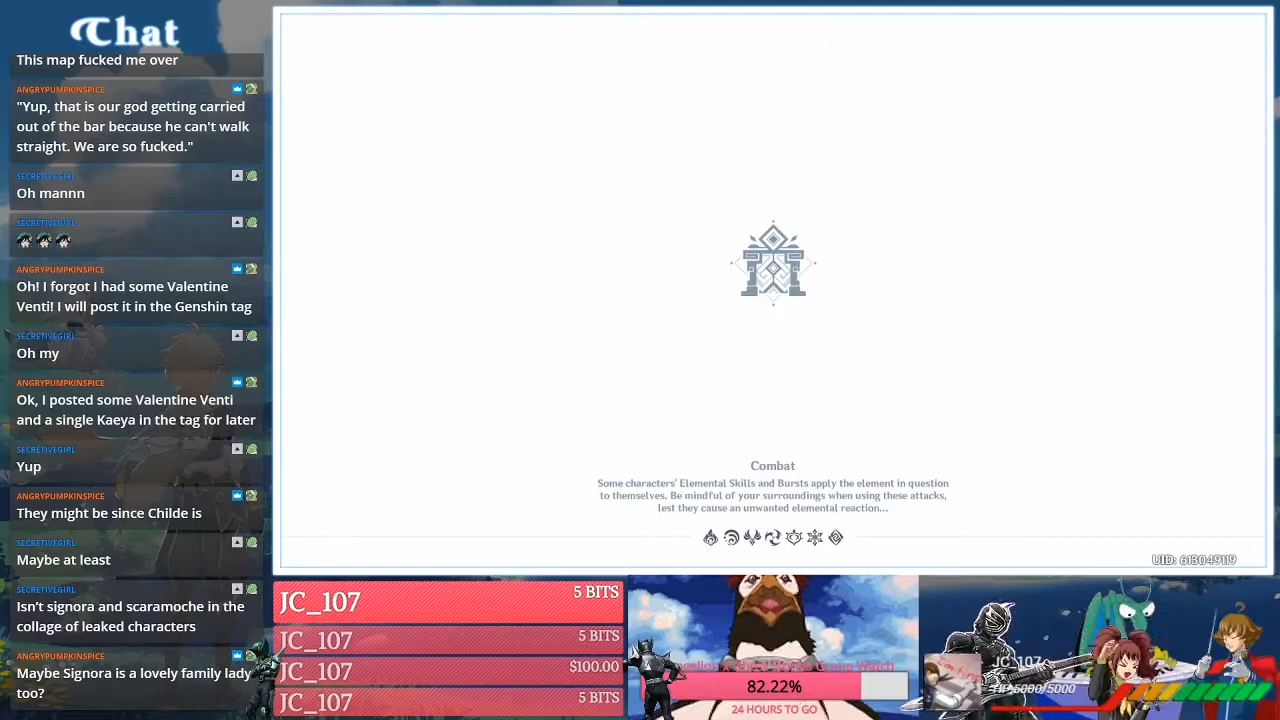 Chat
This map fucked me over
ANGRYPUMPKINSPICE
"Yup, that is our god getting carried
out of the bar because he can't walk
straight. We are so fucked."
SECRETIVEGIRL
Oh mannn
SECRETIVEGIRL
ANGRYPUMPKINSPICE
Oh! I forgot I had some Valentine
Venti! I will post it in the Genshin tag
SECRETIVEGIRL
Oh my
ANGRYPUMPKINSPICE
Ok, I posted some Valentine Venti
and a single Kaeya in the tag for later
SECRETIVEGIRL
Yup
ANGRYPUMPKINSPICE
They might be since Childe is
SECRETIVEGIRL
Maybe at least
SECRETIVEGIRL
Isn't signora and scaramoche in the
collage of leaked characters
ANGRYPUMPKINSPICE
Maybe Signora is a lovely family lady
too?
Combat
Some characters' Elemental Skills and Bursts apply the element in question
to themselves. Be mindful of your surroundings when using these attacks,
lest they cause an unwanted elemental reaction...
UID: 613049119
JC_107 5 BITS
JC_107 5 BITS
JC_107 $100.00
JC_107 5 BITS
Group Watch
82.22%
24 HOURS TO GO
JC_107
TIP 5000/5000